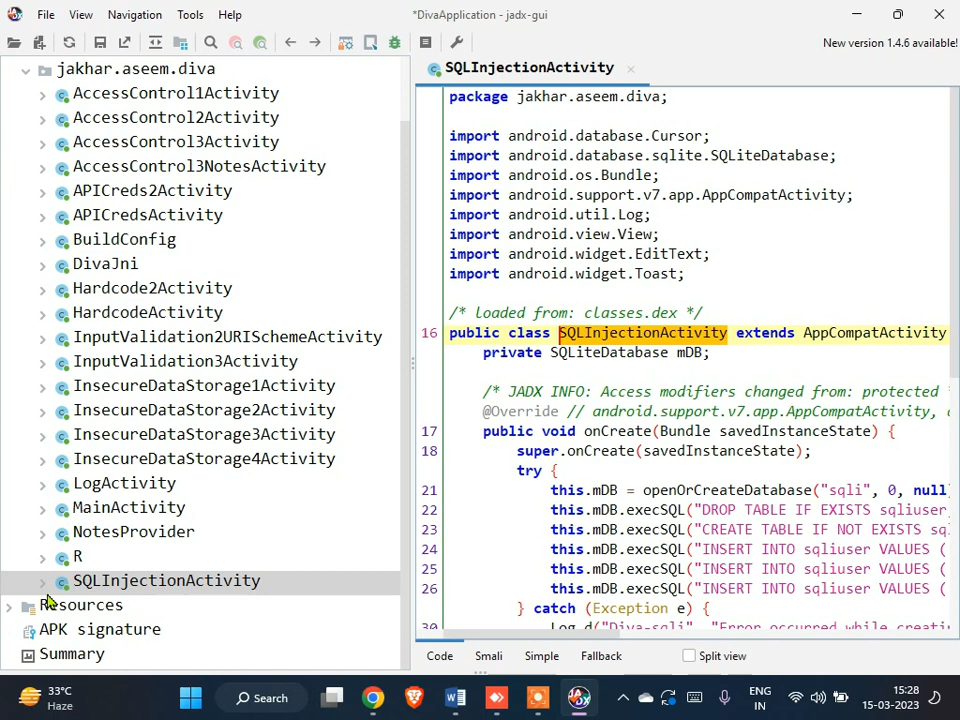 File View Navigation Tools Help *DivaApplication - jadx-gui
New version 1.4.6 available!
jakhar.aseem.diva
AccessControl1Activity
AccessControl2Activity
AccessControl3Activity
AccessControl3NotesActivity
APICreds2Activity
APICredsActivity
BuildConfig
DivaJni
Hardcode2Activity
HardcodeActivity
InputValidation2URISchemeActivity
InputValidation3Activity
InsecureDataStorage1Activity
InsecureDataStorage2Activity
InsecureDataStorage3Activity
InsecureDataStorage4Activity
LogActivity
MainActivity
NotesProvider
R
SQLInjectionActivity
Resources
APK signature
Summary
SQLInjectionActivity
package jakhar.aseem.diva;
import android.database.Cursor;
import android.database.sqlite.SQLiteDatabase;
import android.os.Bundle;
import android.support.v7.app.AppCompatActivity;
import android.util.Log;
import android.view.View;
import android.widget.EditText;
import android.widget.Toast;
/* loaded from: classes.dex */
16 public class SQLInjectionActivity extends AppCompatActivity
private SQLiteDatabase mDB;
/* JADX INFO: Access modifiers changed from: protected *
@Override // android.support.v7.app.AppCompatActivity,
17 public void onCreate(Bundle savedInstanceState) {
18 super.onCreate(savedInstanceState);
try {
21 this.mDB = openOrCreateDatabase("sqli", 0, null
22 this.mDB.execSQL("DROP TABLE IF EXISTS sqliuser
23 this.mDB.execSQL("CREATE TABLE IF NOT EXISTS sq
24 this.mDB.execSQL("INSERT INTO sqliuser VALUES (
25 this.mDB.execSQL("INSERT INTO sqliuser VALUES (
26 this.mDB.execSQL("INSERT INTO sqliuser VALUES (
} catch (Exception e) {
30 Log.d("Diva-sqli", "Error occurred while creatin
Code Smali Simple Fallback Split view
33°C
Haze
Search
ENG
IN
15:28
15-03-2023